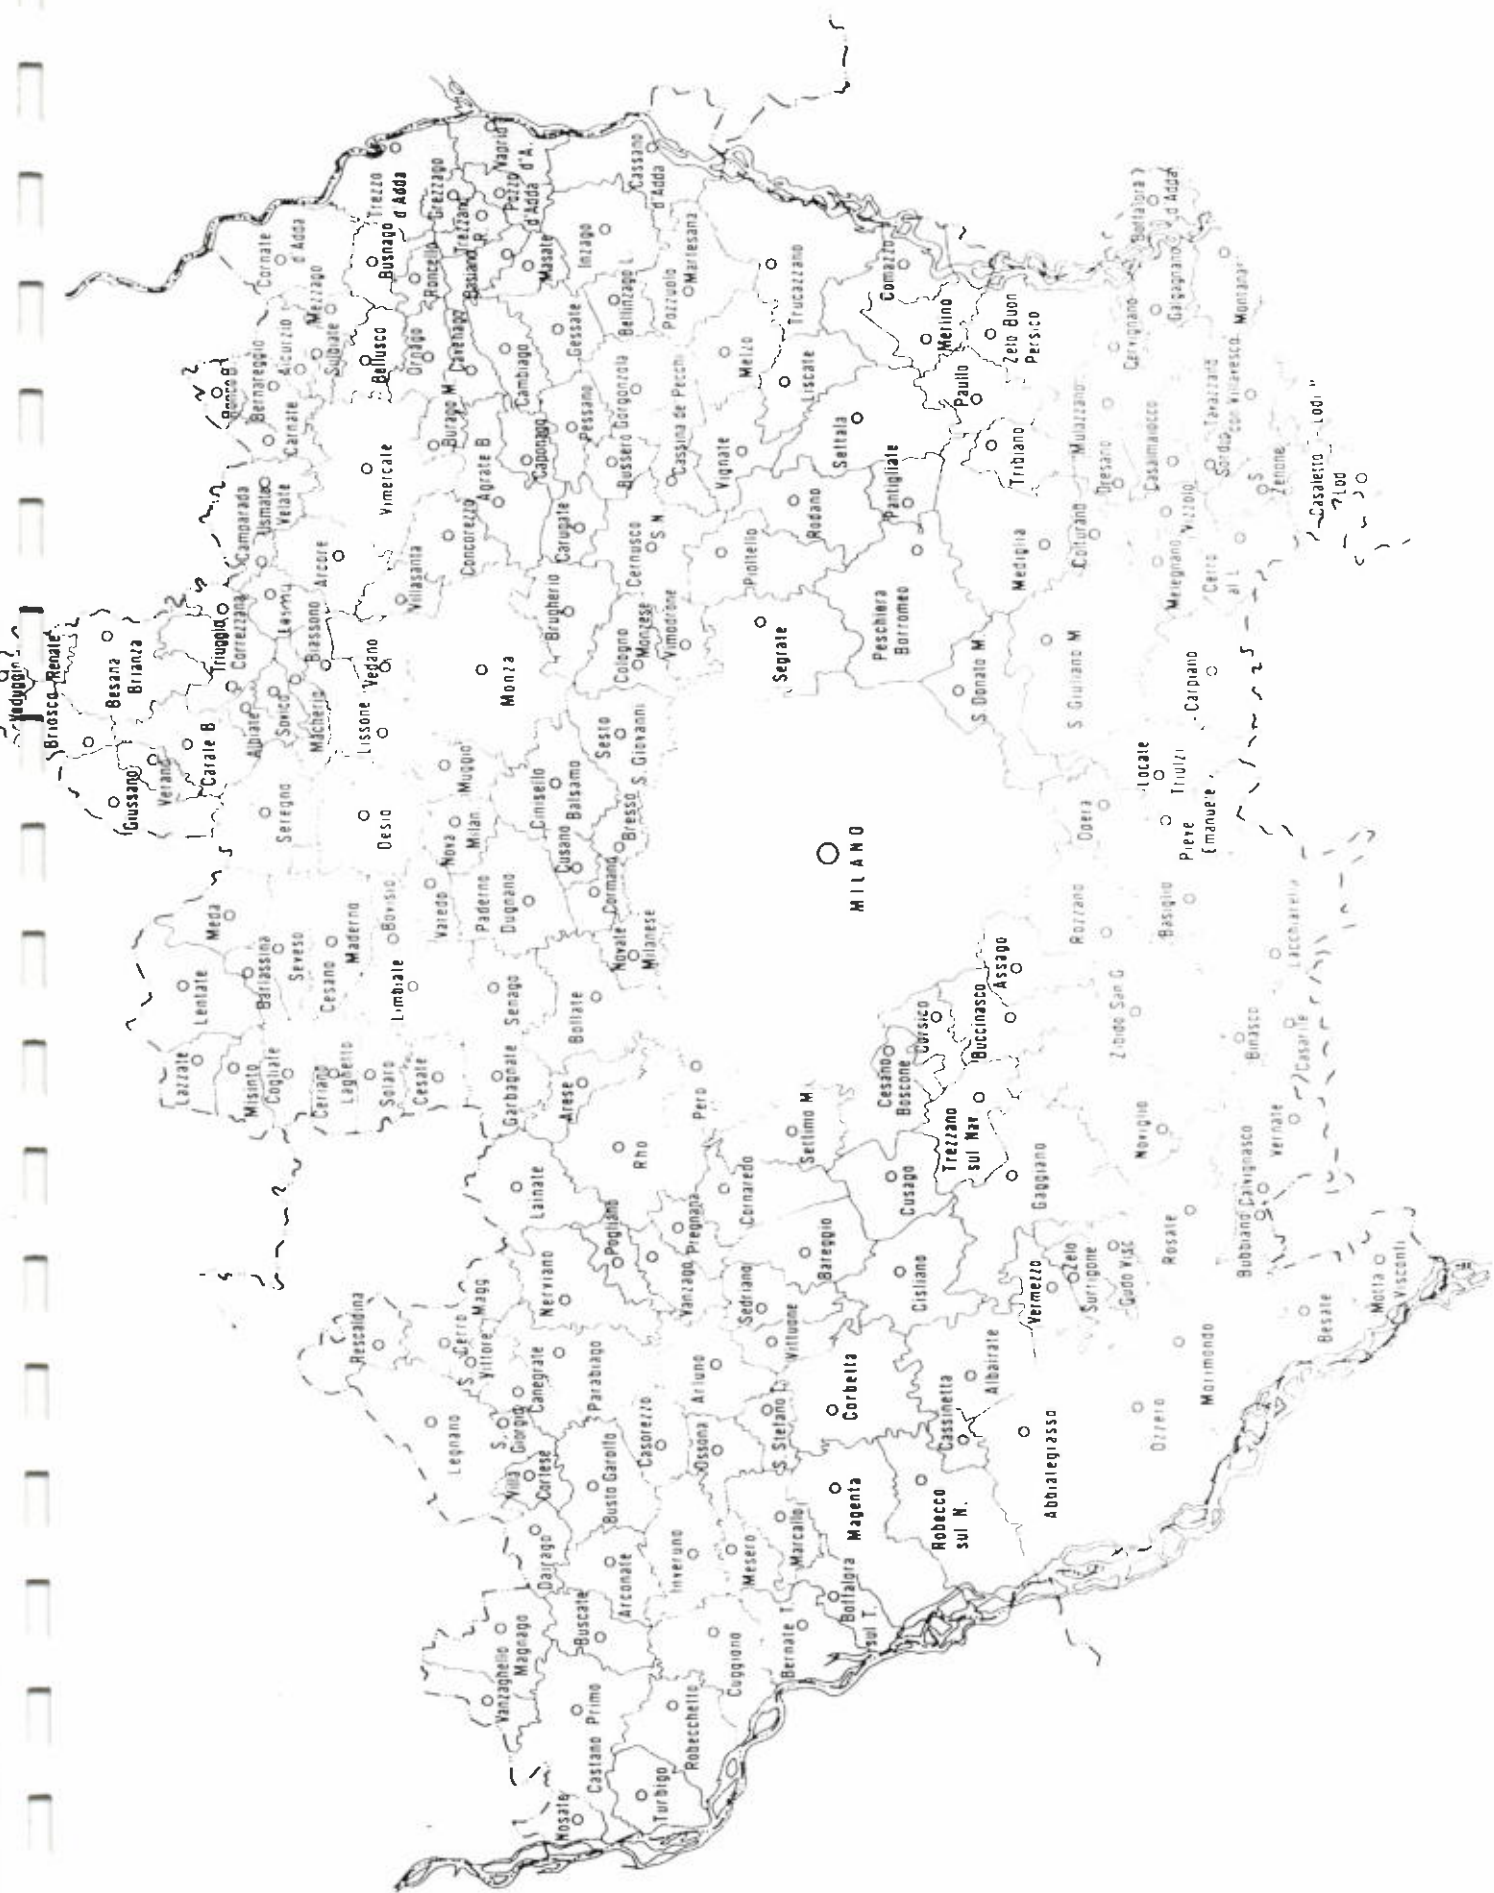 Veduggio
Briosco
Renate
Besana
Brianza
Giussano
Verano
Carate B
Triuggio
Correzzana
Lesmo
Camparada
Usmate
Velate
Arcore
Biassono
Macherio
Sovico
Albiate
Seregno
Lissone
Vedano
Desio
Meda
Lentate
Barlassina
Seveso
Cesano
Maderno
Bovisio
Limbiate
Lazzate
Misinto
Cogliate
Ceriano
Laghetto
Solaro
Cesate
Varedo
Nova
Milan
Muggiò
Paderno
Dugnano
Senago
Garbagnate
Cinisello
Balsamo
Cusano
Cormano
Bresso
Sesto
S. Giovanni
Novate
Milanese
Bollate
Arese
Monza
Villasanta
Concorezzo
Brugherio
Cologno
Monzese
Vimodrone
Cernusco
S N
Carugate
Agrate B
Caponago
Burago M
Vimercate
Carnate
Bernareggio
Aicurzio
Sulbiate
Mezzago
Cornate
d'Adda
Bellusco
Busnago
Trezzo
d'Adda
Ornago
Roncello
Cavenago
Basiano
Trezzano
R.
Grezzago
Pozzo
d'Adda
Vaprio
d'A.
Masate
Cambiago
Gessate
Inzago
Cassano
d'Adda
Pessano
Bussero
Gorgonzola
Bellinzago L
Pozzuolo
Martesana
Cassina de Pecchi
Melzo
Vignate
Pioltello
Segrate
Rodano
Liscate
Trucazzano
Settala
Pantigliate
Peschiera
Borromeo
Comazzo
Merlino
Paullo
Zelo Buon
Persico
Tribiano
Mediglia
Colturano
Dresano
Mulazzano
Cervignano
Galgagnano
Boffalora
d'Adda
Montanaso
Casalmaiocco
Sordio
Tavazzano
con Villavesco
Vizzolo
Melegnano
Cerro
al L
S
Zenone
Casaletto - Lodi
S Donato M
S Giuliano M
Carpiano
Locate
Triulzi
Opera
Pieve
Emanuele
MILANO
Rozzano
Basiglio
Lacchiarella
Assago
Buccinasco
Corsico
Cesano
Boscone
Trezzano
sul Nav
Zibido San G
Binasco
Casarile
Vernate
Noviglio
Gaggiano
Rosate
Calvignasco
Bubbiano
Pero
Rho
Settimo M
Cusago
Cornaredo
Lainate
Pogliano
Pregnana
Vanzago
Nerviano
Bareggio
Sedriano
Cisliano
Vermezzo
Zelo
Surrigone
Gudo Visc
Motta
Visconti
Besate
Morimondo
Ozzero
Albairate
Abbiategrasso
Cassinetta
Vittuone
Corbetta
Arluno
S. Stefano T
Ossona
Casorezzo
Parabiago
Canegrate
S.
Giorgio
Villa
Cortese
Busto Garolfo
Rescaldina
Cerro Magg
S
Vittore
Legnano
Dairago
Arconate
Buscate
Inveruno
Mesero
Marcallo
Magenta
Robecco
sul N.
Boffalora
sul T.
Bernate T.
Cuggiono
Vanzaghello
Magnago
Castano Primo
Robecchetto
Turbigo
Nosate